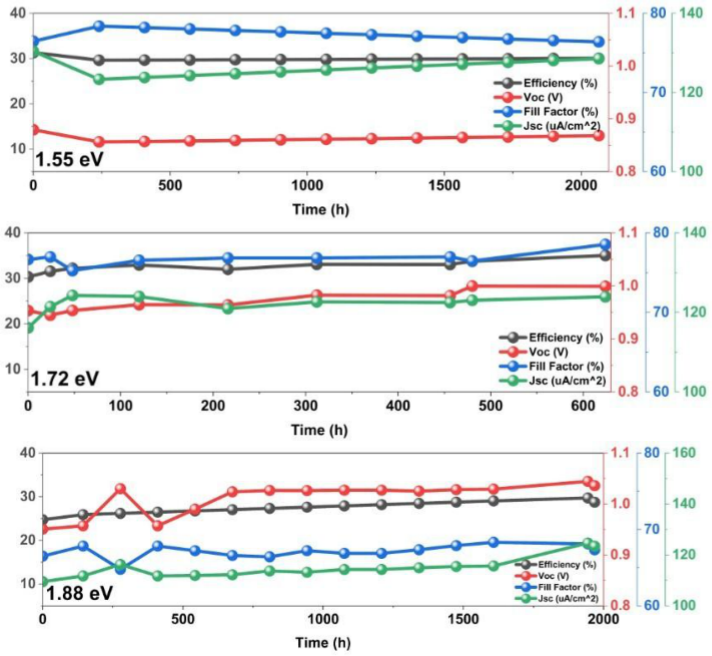 40
30
20
10
1.1
1.0
0.9
0.8
80
70
60
140
120
100
Efficiency (%)
Voc (V)
Fill Factor (%)
Jsc (uA/cm^2)
1.55 eV
0 500 1000 1500 2000
Time (h)
40
30
20
10
1.1
1.0
0.9
0.8
80
70
60
140
120
100
Efficiency (%)
Voc (V)
Fill Factor (%)
Jsc (uA/cm^2)
1.72 eV
0 100 200 300 400 500 600
Time (h)
40
30
20
10
1.1
1.0
0.9
0.8
80
70
60
160
140
120
100
Efficiency (%)
Voc (V)
Fill Factor (%)
Jsc (uA/cm^2)
1.88 eV
0 500 1000 1500 2000
Time (h)